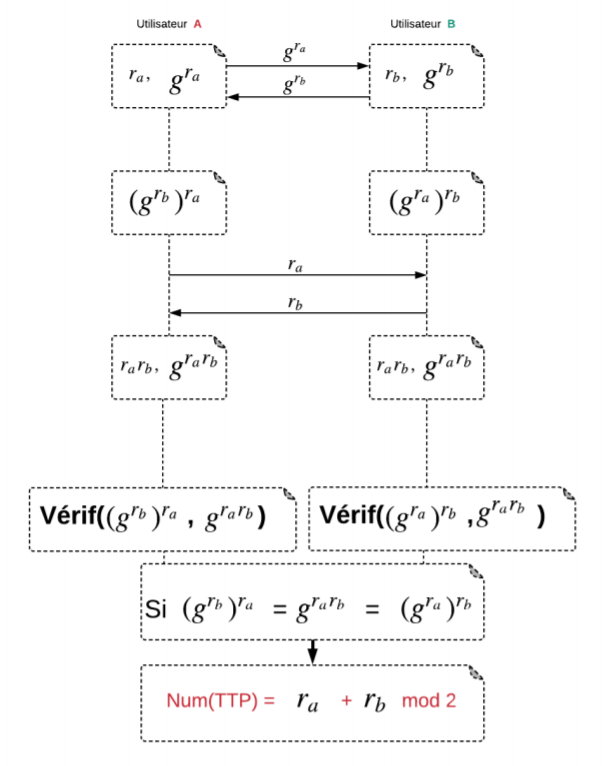 Utilisateur A Utilisateur B
r_a, g^{r_a} g^{r_a} r_b, g^{r_b}
g^{r_b}
(g^{r_b})^{r_a} (g^{r_a})^{r_b}
r_a
r_b
r_a r_b, g^{r_a r_b} r_a r_b, g^{r_a r_b}
Vérif((g^{r_b})^{r_a} , g^{r_a r_b}) Vérif((g^{r_a})^{r_b} ,g^{r_a r_b} )
Si (g^{r_b})^{r_a} = g^{r_a r_b} = (g^{r_a})^{r_b}
Num(TTP) = r_a + r_b mod 2